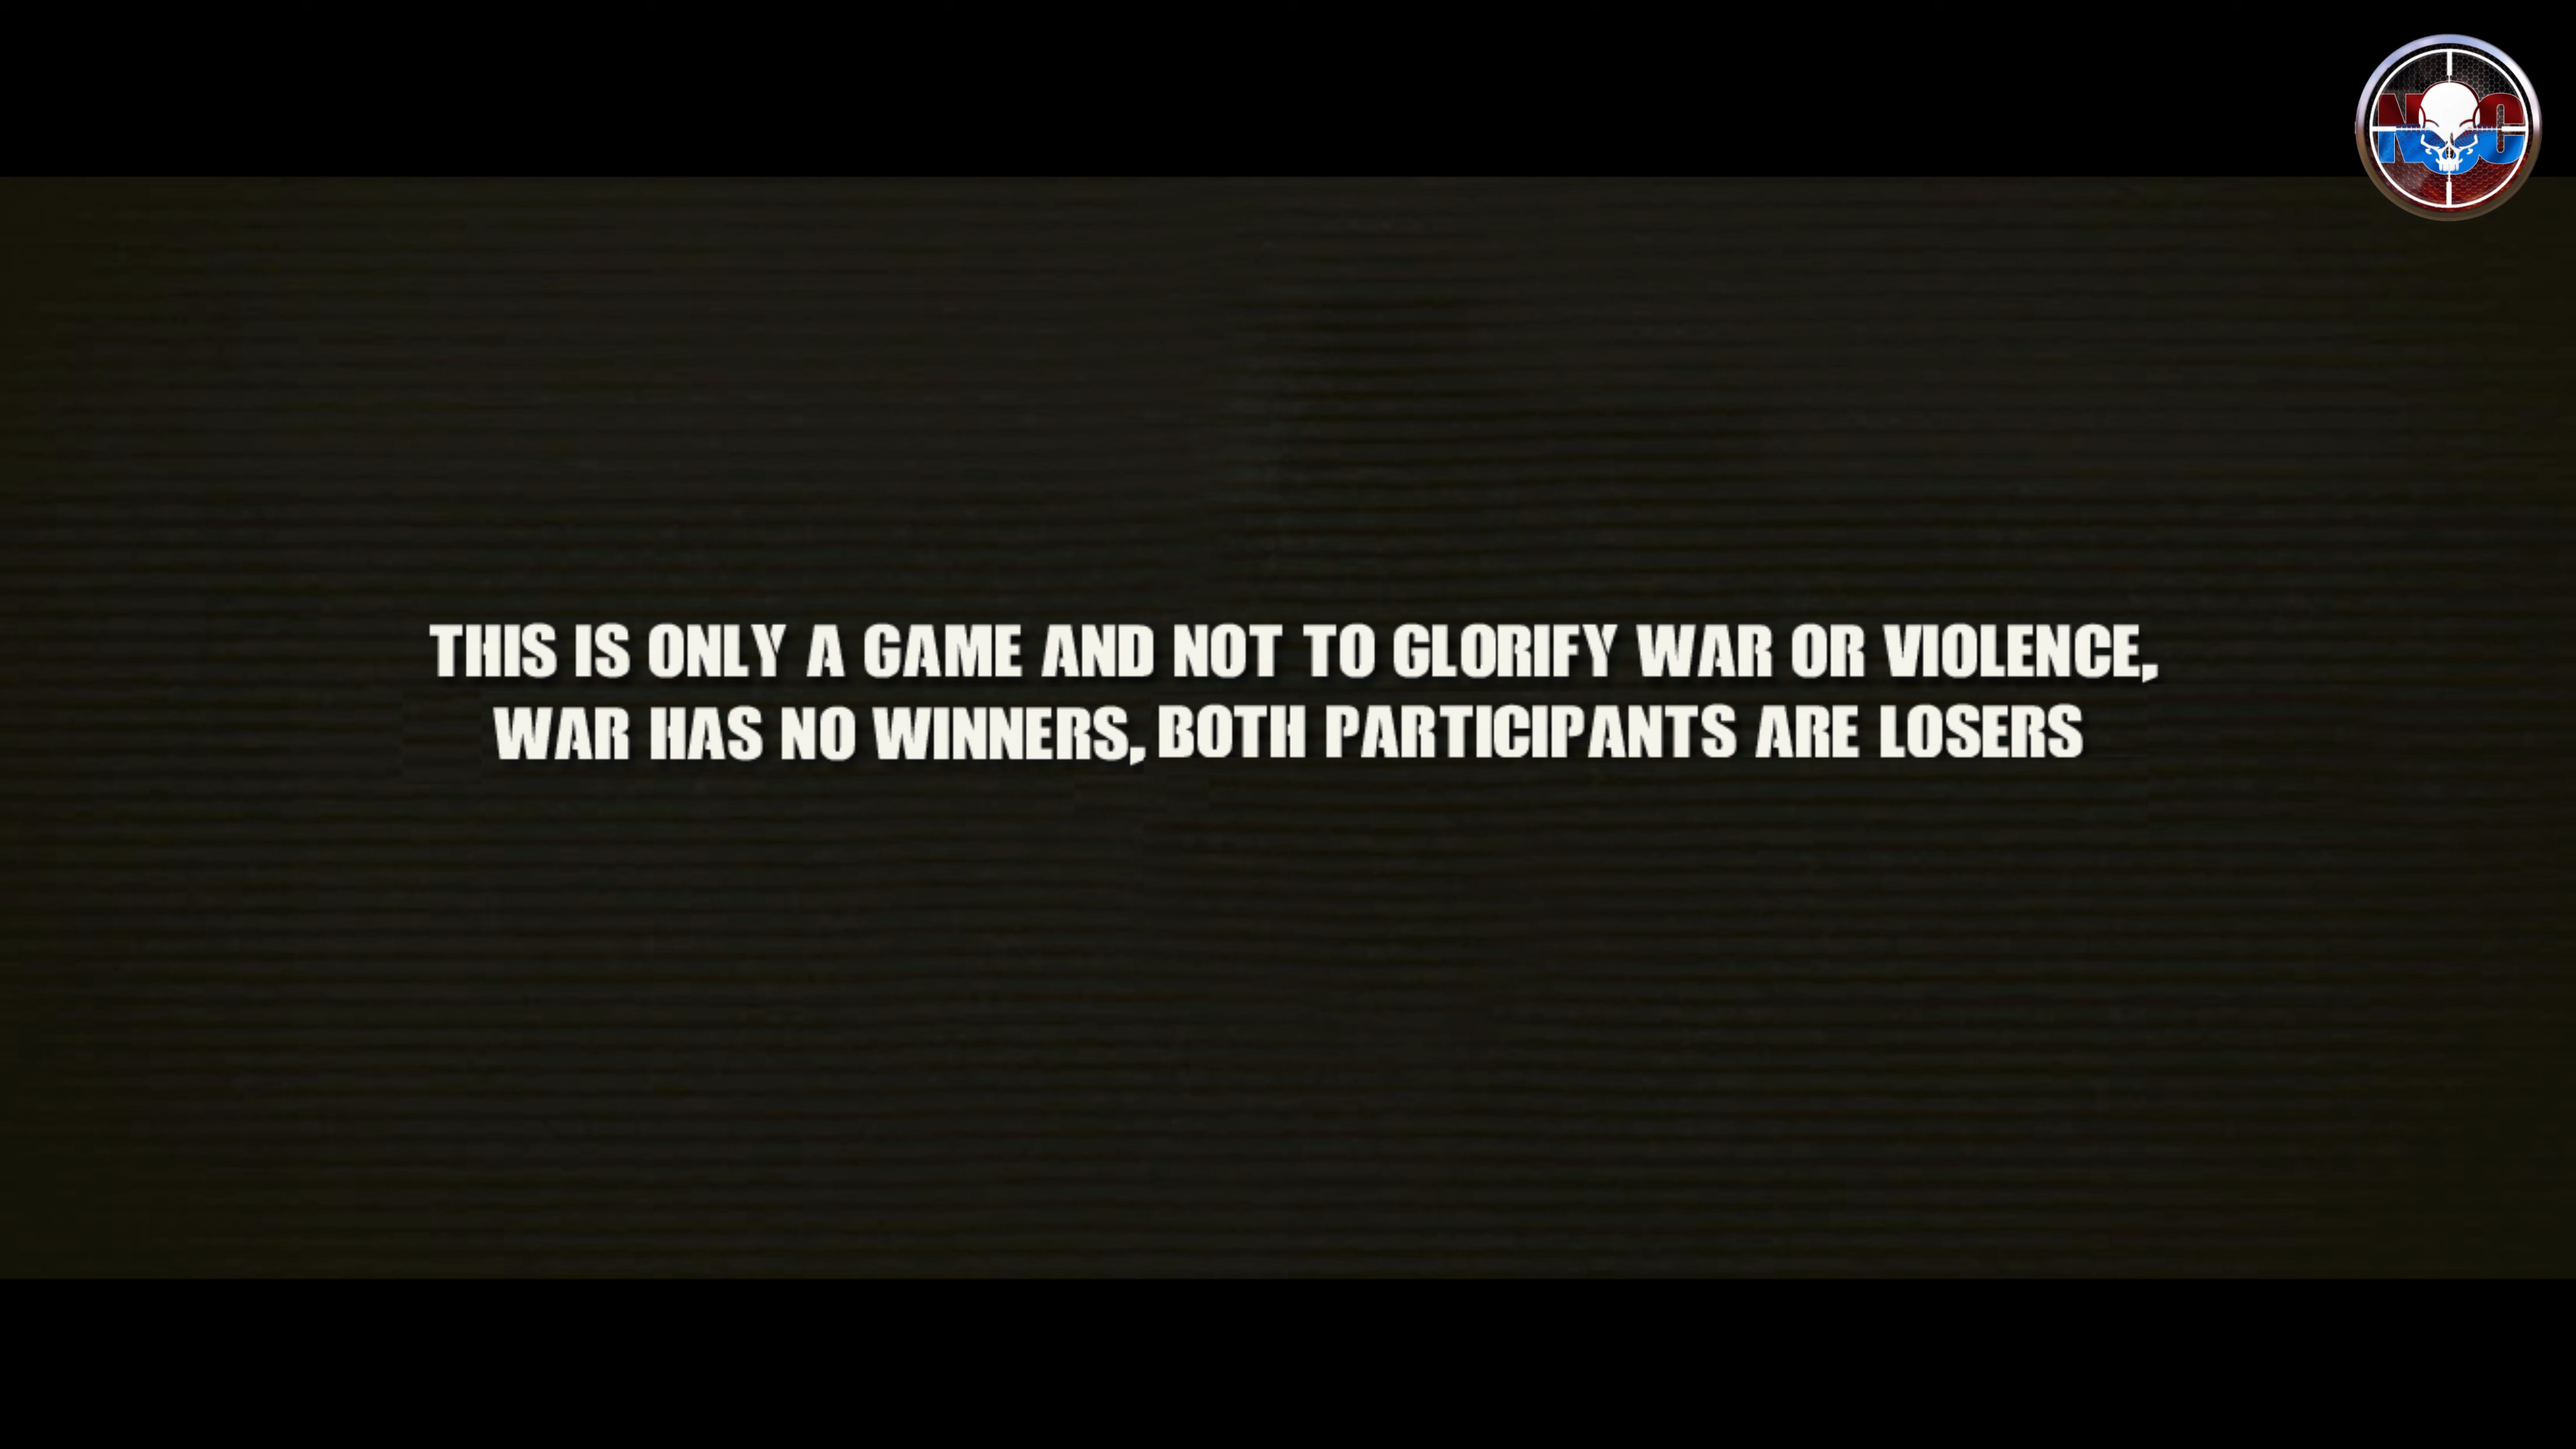 THIS IS ONLY A GAME AND NOT TO GLORIFY WAR OR VIOLENCE,
WAR HAS NO WINNERS, BOTH PARTICIPANTS ARE LOSERS